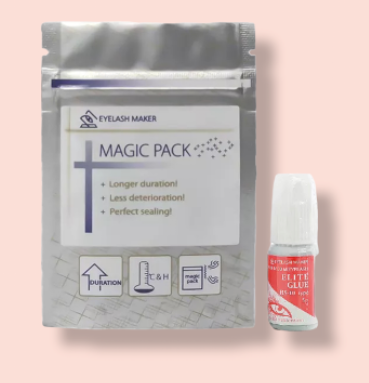 EYELASH MAKER
MAGIC PACK
+ Longer duration!
+ Less deterioration!
+ Perfect sealing!
DURATION
°C & H
magic
pack
ELITE
GLUE